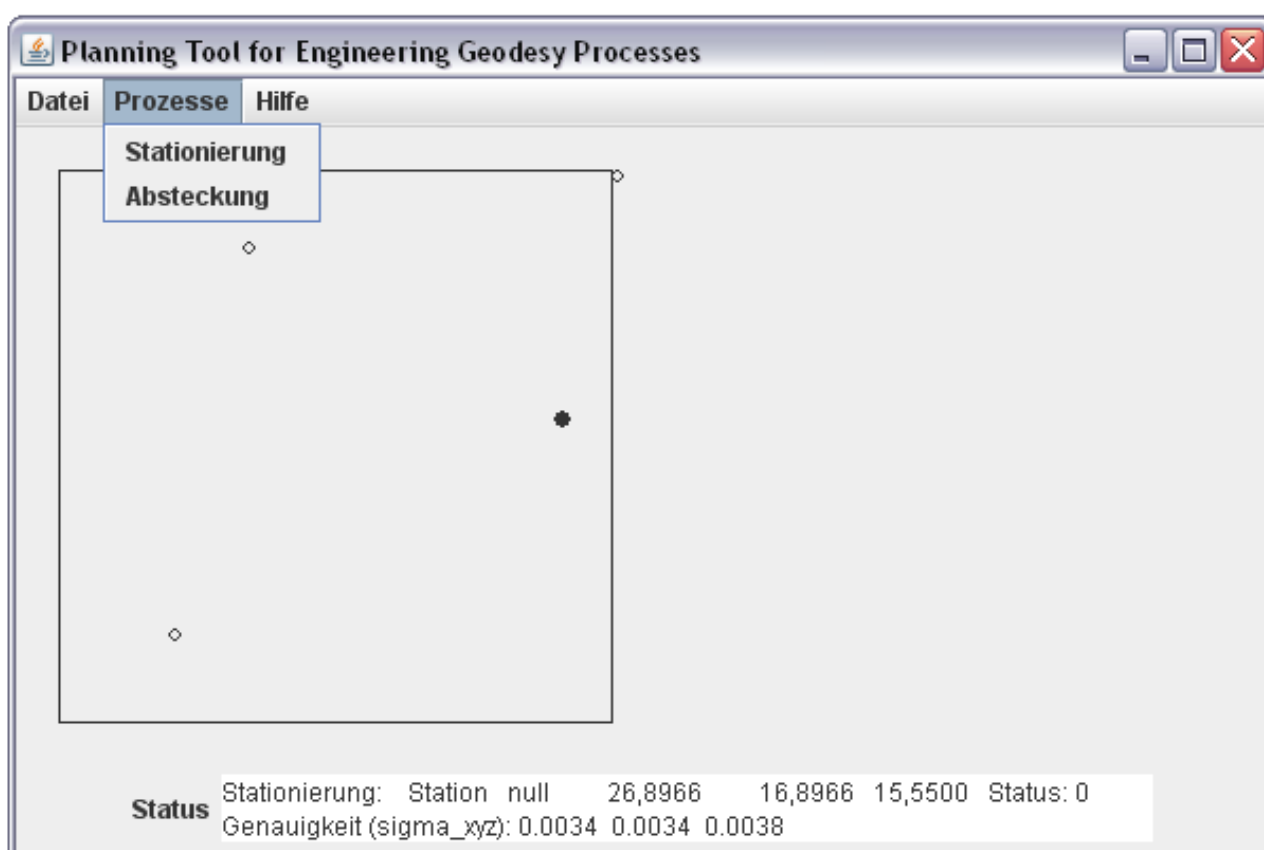 Planning Tool for Engineering Geodesy Processes
Datei Prozesse Hilfe
Stationierung
Absteckung
Status
Stationierung: Station null 26,8966 16,8966 15,5500 Status: 0
Genauigkeit (sigma_xyz): 0.0034 0.0034 0.0038